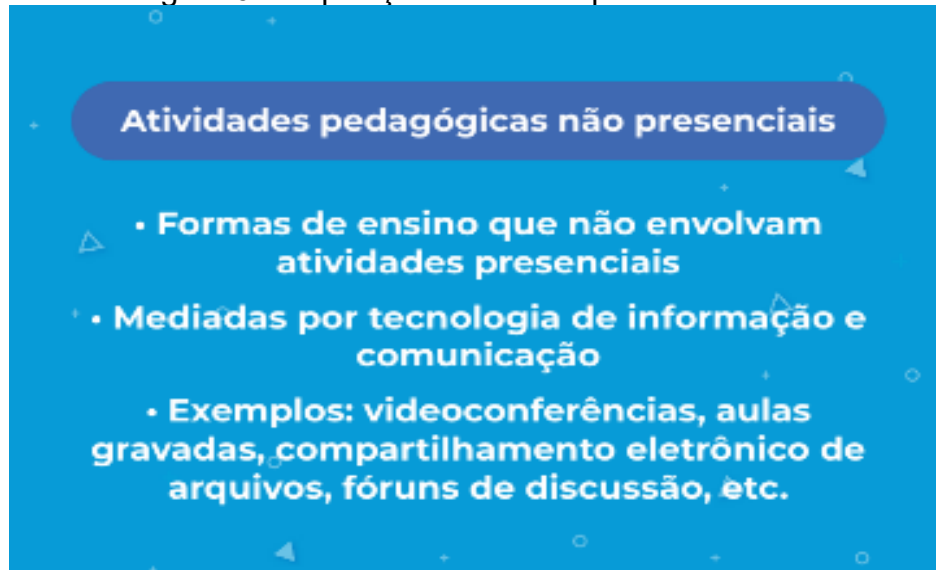 Atividades pedagógicas não presenciais
• Formas de ensino que não envolvam
atividades presenciais
• Mediadas por tecnologia de informação e
comunicação
• Exemplos: videoconferências, aulas
gravadas, compartilhamento eletrônico de
arquivos, fóruns de discussão, etc.